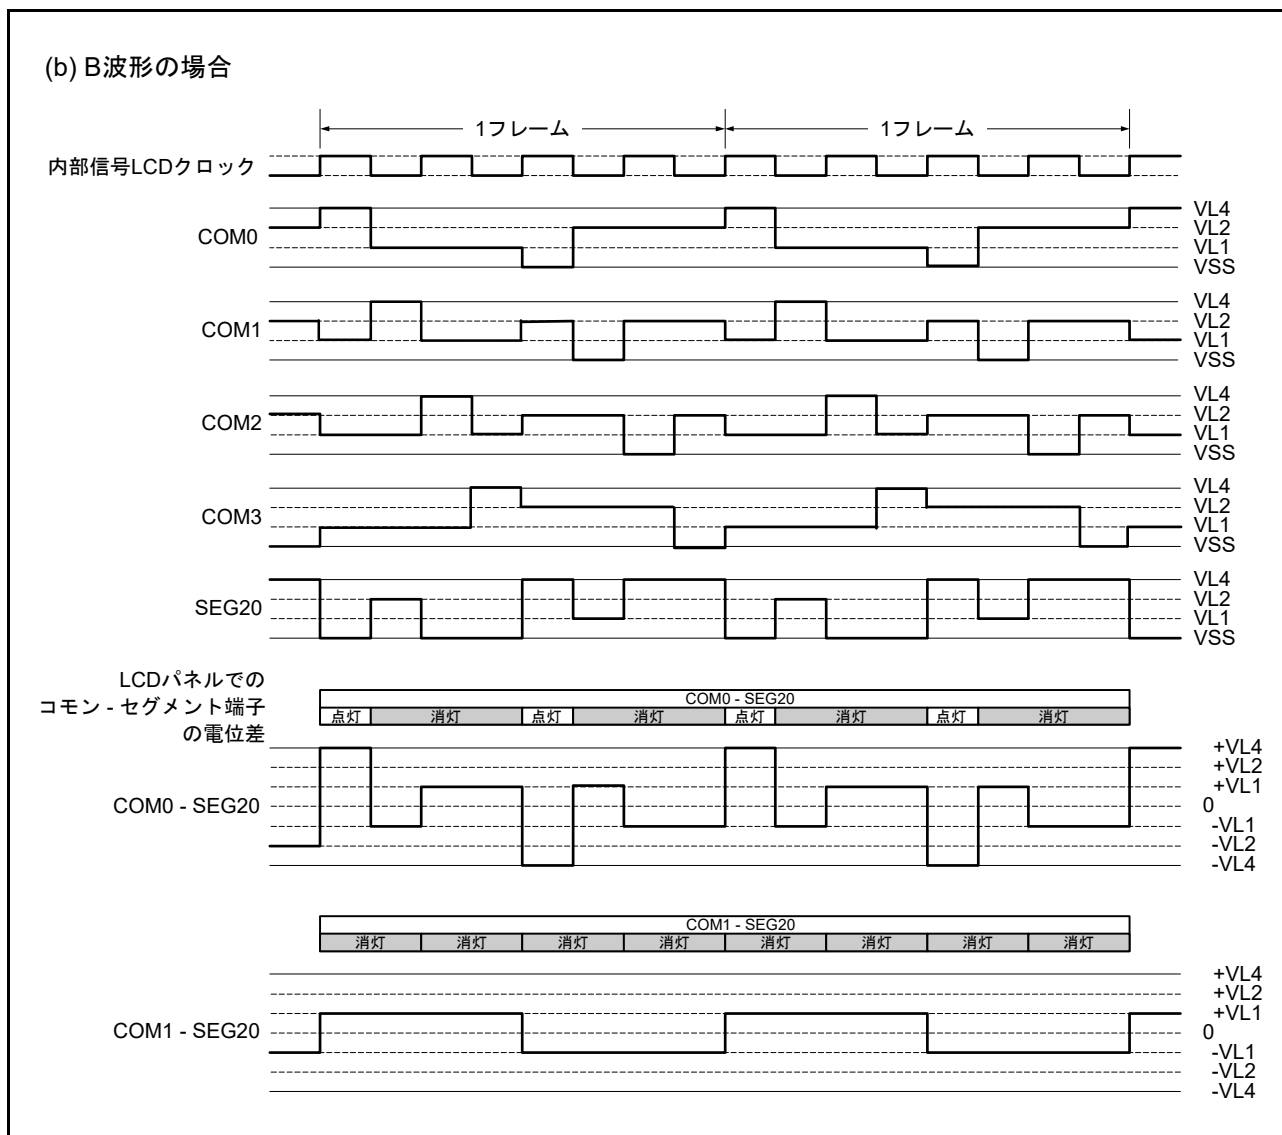 (b) B波形の場合
1フレーム 1フレーム
内部信号LCDクロック
COM0
VL4
VL2
VL1
VSS
COM1
VL4
VL2
VL1
VSS
COM2
VL4
VL2
VL1
VSS
COM3
VL4
VL2
VL1
VSS
SEG20
VL4
VL2
VL1
VSS
LCDパネルでの
コモン - セグメント端子
の電位差
COM0 - SEG20
点灯 消灯 点灯 消灯 点灯 消灯 点灯 消灯
COM0 - SEG20
+VL4
+VL2
+VL1
0
-VL1
-VL2
-VL4
COM1 - SEG20
消灯 消灯 消灯 消灯 消灯 消灯 消灯 消灯
COM1 - SEG20
+VL4
+VL2
+VL1
0
-VL1
-VL2
-VL4